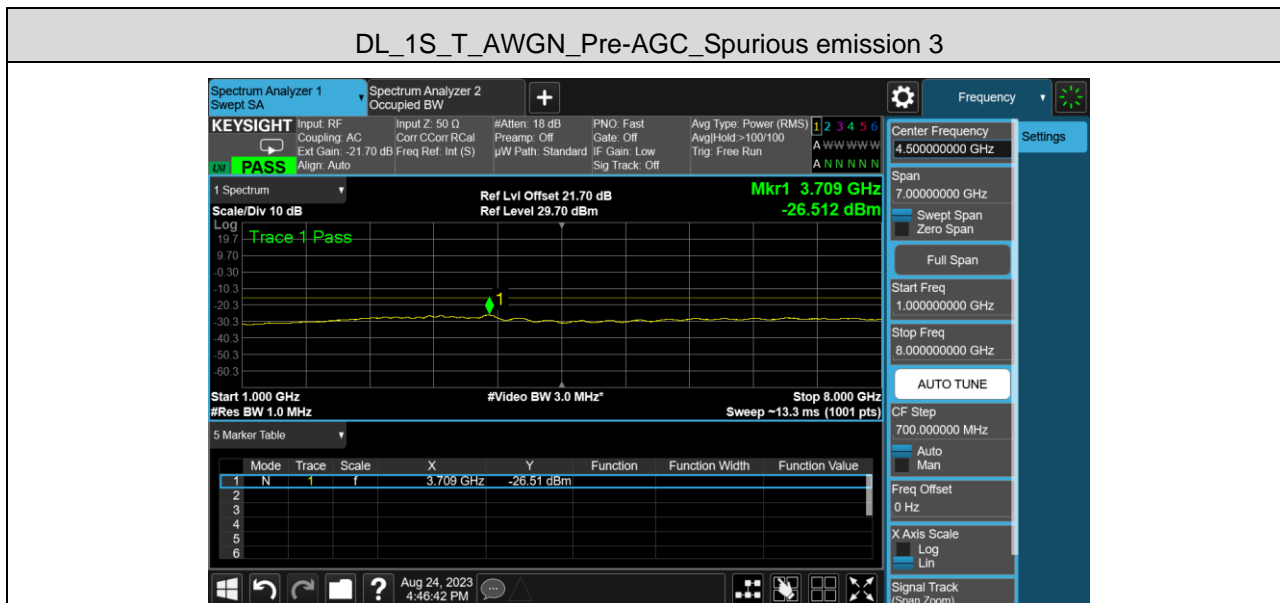 DL_1S_T_AWGN_Pre-AGC_Spurious emission 3
Spectrum Analyzer 1
Swept SA
Spectrum Analyzer 2
Occupied BW
Frequency
KEYSIGHT
LXI PASS
Input: RF
Coupling: AC
Ext Gain: -21.70 dB
Align: Auto
Input Z: 50 Ω
Corr CCorr RCal
Freq Ref: Int (S)
#Atten: 18 dB
Preamp: Off
µW Path: Standard
PNO: Fast
Gate: Off
IF Gain: Low
Sig Track: Off
Avg Type: Power (RMS)
Avg|Hold:>100/100
Trig: Free Run
1 2 3 4 5 6
A W W W W W
A N N N N N
1 Spectrum
Scale/Div 10 dB
Ref Lvl Offset 21.70 dB
Ref Level 29.70 dBm
Mkr1 3.709 GHz
-26.512 dBm
Log
Trace 1 Pass
19.7
9.70
-0.30
-10.3
-20.3
-30.3
-40.3
-50.3
-60.3
1
Start 1.000 GHz
#Res BW 1.0 MHz
#Video BW 3.0 MHz*
Stop 8.000 GHz
Sweep ~13.3 ms (1001 pts)
5 Marker Table
Mode Trace Scale X Y Function Function Width Function Value
1 N 1 f 3.709 GHz -26.51 dBm
2
3
4
5
6
Aug 24, 2023
4:46:42 PM
Center Frequency
4.500000000 GHz
Settings
Span
7.00000000 GHz
Swept Span
Zero Span
Full Span
Start Freq
1.000000000 GHz
Stop Freq
8.000000000 GHz
AUTO TUNE
CF Step
700.000000 MHz
Auto
Man
Freq Offset
0 Hz
X Axis Scale
Log
Lin
Signal Track
(Span Zoom)